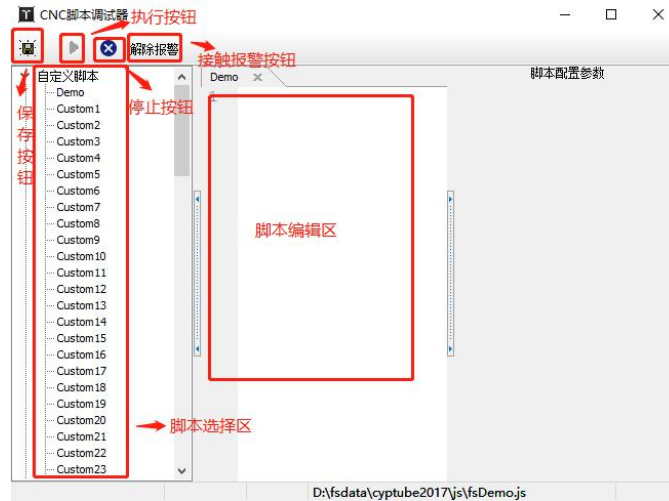 CNC脚本调试器
执行按钮
解除报警
接触报警按钮
自定义脚本
Demo
Custom1
Custom2
Custom3
Custom4
Custom5
Custom6
Custom7
Custom8
Custom9
Custom10
Custom11
Custom12
Custom13
Custom14
Custom15
Custom16
Custom17
Custom18
Custom19
Custom20
Custom21
Custom22
Custom23
保存按钮
停止按钮
Demo
1
脚本编辑区
脚本选择区
脚本配置参数
D:\fsdata\cyptube2017\js\fsDemo.js